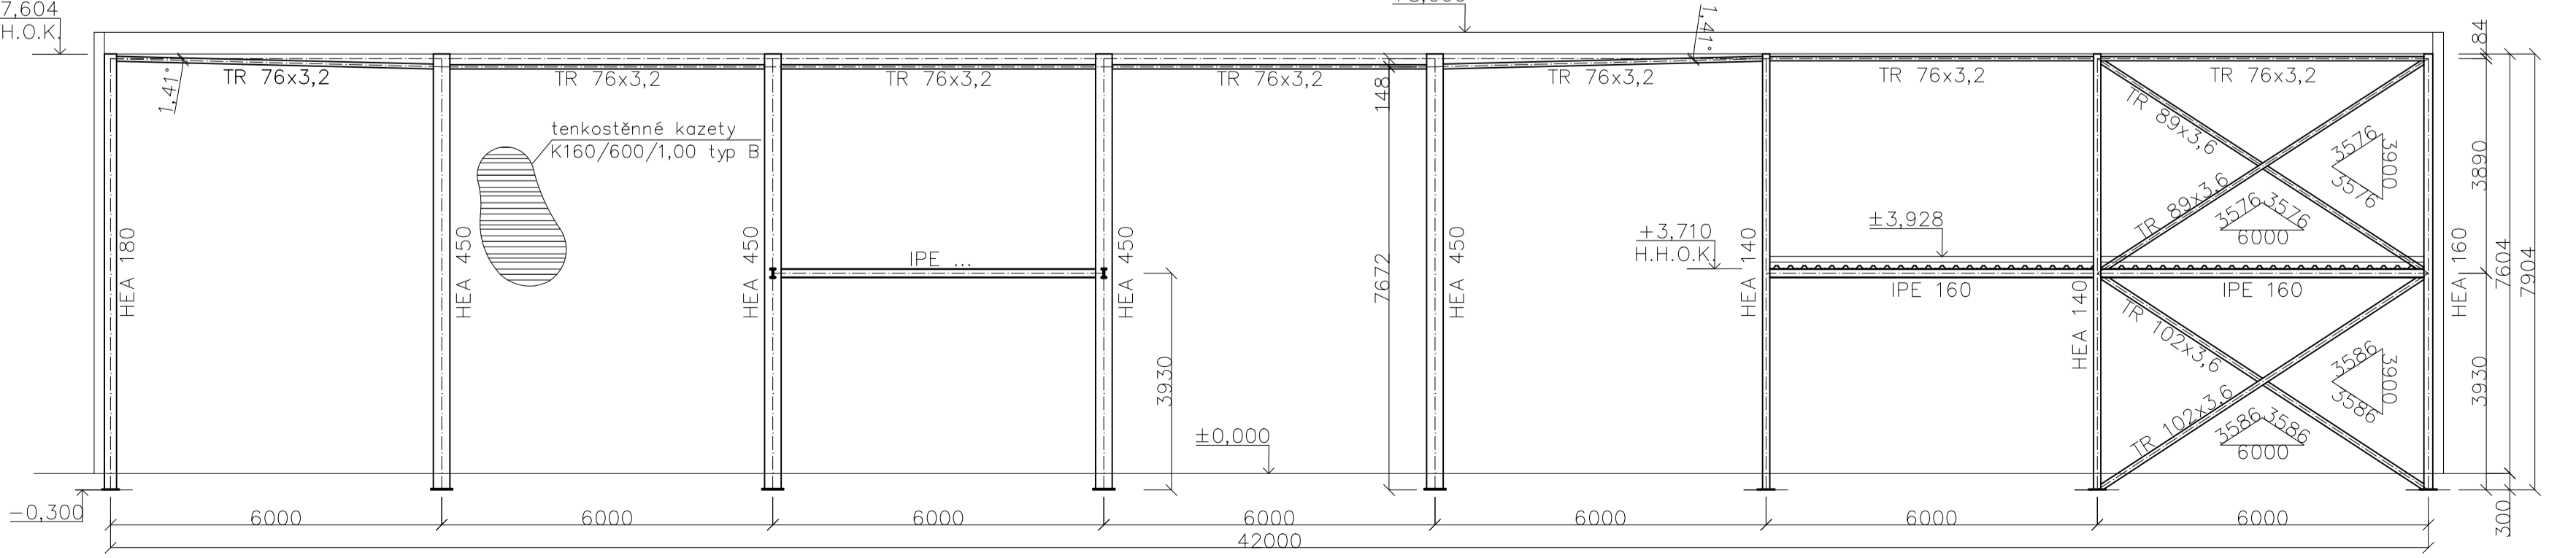 7,604
H.O.K.
1,41°
84
1,41°
TR 76x3,2
TR 76x3,2
TR 76x3,2
TR 76x3,2
TR 76x3,2
TR 76x3,2
TR 76x3,2
148
TR 89x3,6
tenkostěnné kazety
K160/600/1,00 typ B
3576
3900
3576
3890
TR 89x3,6
3576
3576
6000
±3,928
+3,710
H.H.O.K.
HEA 180
HEA 450
HEA 450
IPE ...
HEA 450
7672
HEA 450
HEA 140
IPE 160
HEA 140
IPE 160
HEA 160
7604
7904
TR 102x3,6
3586
3900
3586
3930
3930
TR 102x3,6
3586
3586
6000
±0,000
-0,300
300
6000
6000
6000
6000
6000
6000
6000
42000